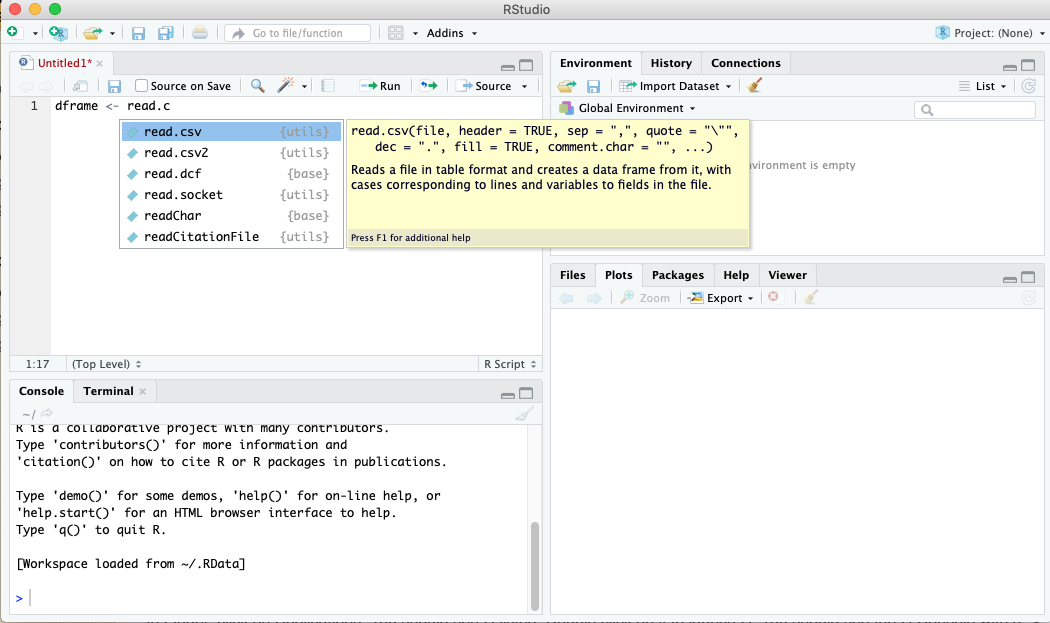 RStudio
Go to file/function
Addins
Project: (None)
Untitled1*
Source on Save
Run
Source
1 dframe <- read.c
read.csv {utils}
read.csv2 {utils}
read.dcf {base}
read.socket {utils}
readChar {base}
readCitationFile {utils}
read.csv(file, header = TRUE, sep = ",", quote = "\"",
dec = ".", fill = TRUE, comment.char = "", ...)
Reads a file in table format and creates a data frame from it, with
cases corresponding to lines and variables to fields in the file.
Press F1 for additional help
1:17 (Top Level) R Script
Console Terminal
~/
R is a collaborative project with many contributors.
Type 'contributors()' for more information and
'citation()' on how to cite R or R packages in publications.
Type 'demo()' for some demos, 'help()' for on-line help, or
'help.start()' for an HTML browser interface to help.
Type 'q()' to quit R.
[Workspace loaded from ~/.RData]
>
Environment History Connections
Import Dataset List
Global Environment
vironment is empty
Files Plots Packages Help Viewer
Zoom Export